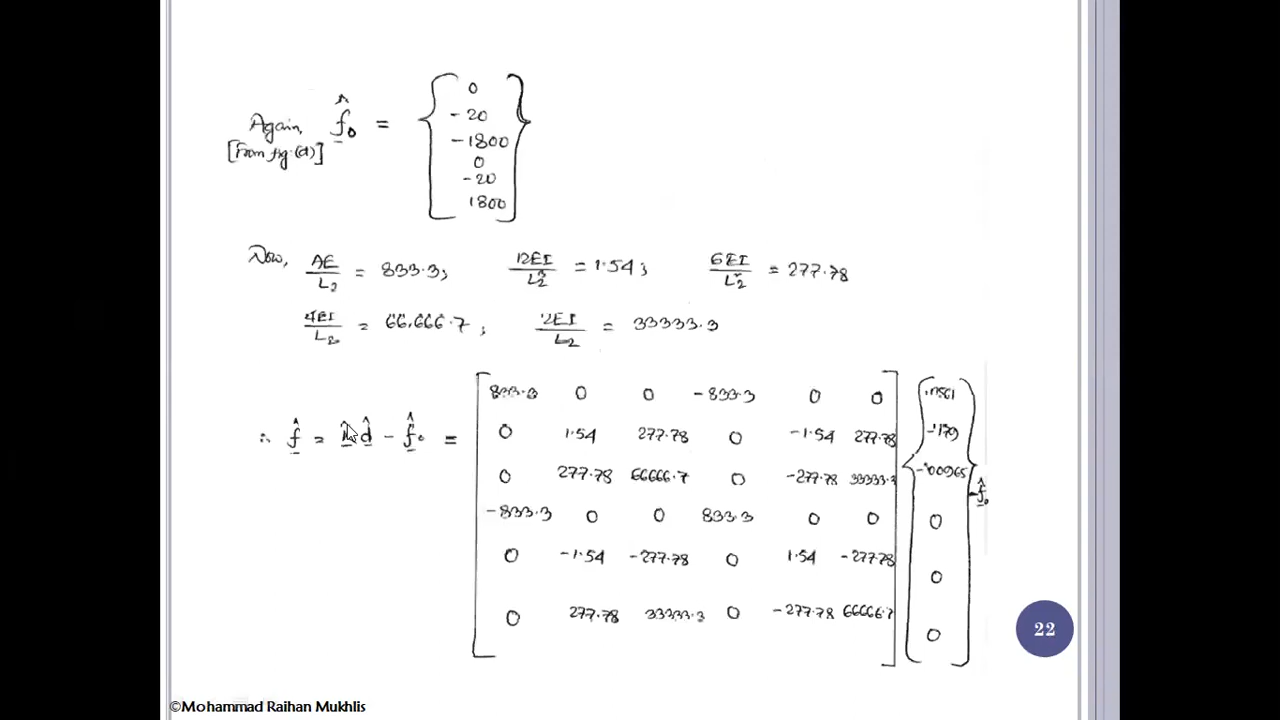 Again, f̂₀ = { 0
[From fig (d)] -20
-1800
0
-20
1800 }
Now, AE/L₂ = 833.3; 12EI/L₂³ = 1.54; 6EI/L₂² = 277.78
4EI/L₂ = 66,666.7; 2EI/L₂ = 33333.3
∴ f̂ = k̂ d̂ - f̂₀ =
833.3 0 0 -833.3 0 0
0 1.54 277.78 0 -1.54 277.78 -.1179
0 277.78 66666.7 0 -277.78 33333.3 -.00965 - f̂₀
-833.3 0 0 833.3 0 0 0
0 -1.54 -277.78 0 1.54 -277.78 0
0 277.78 33333.3 0 -277.78 66666.7 0
22
©Mohammad Raihan Mukhlis